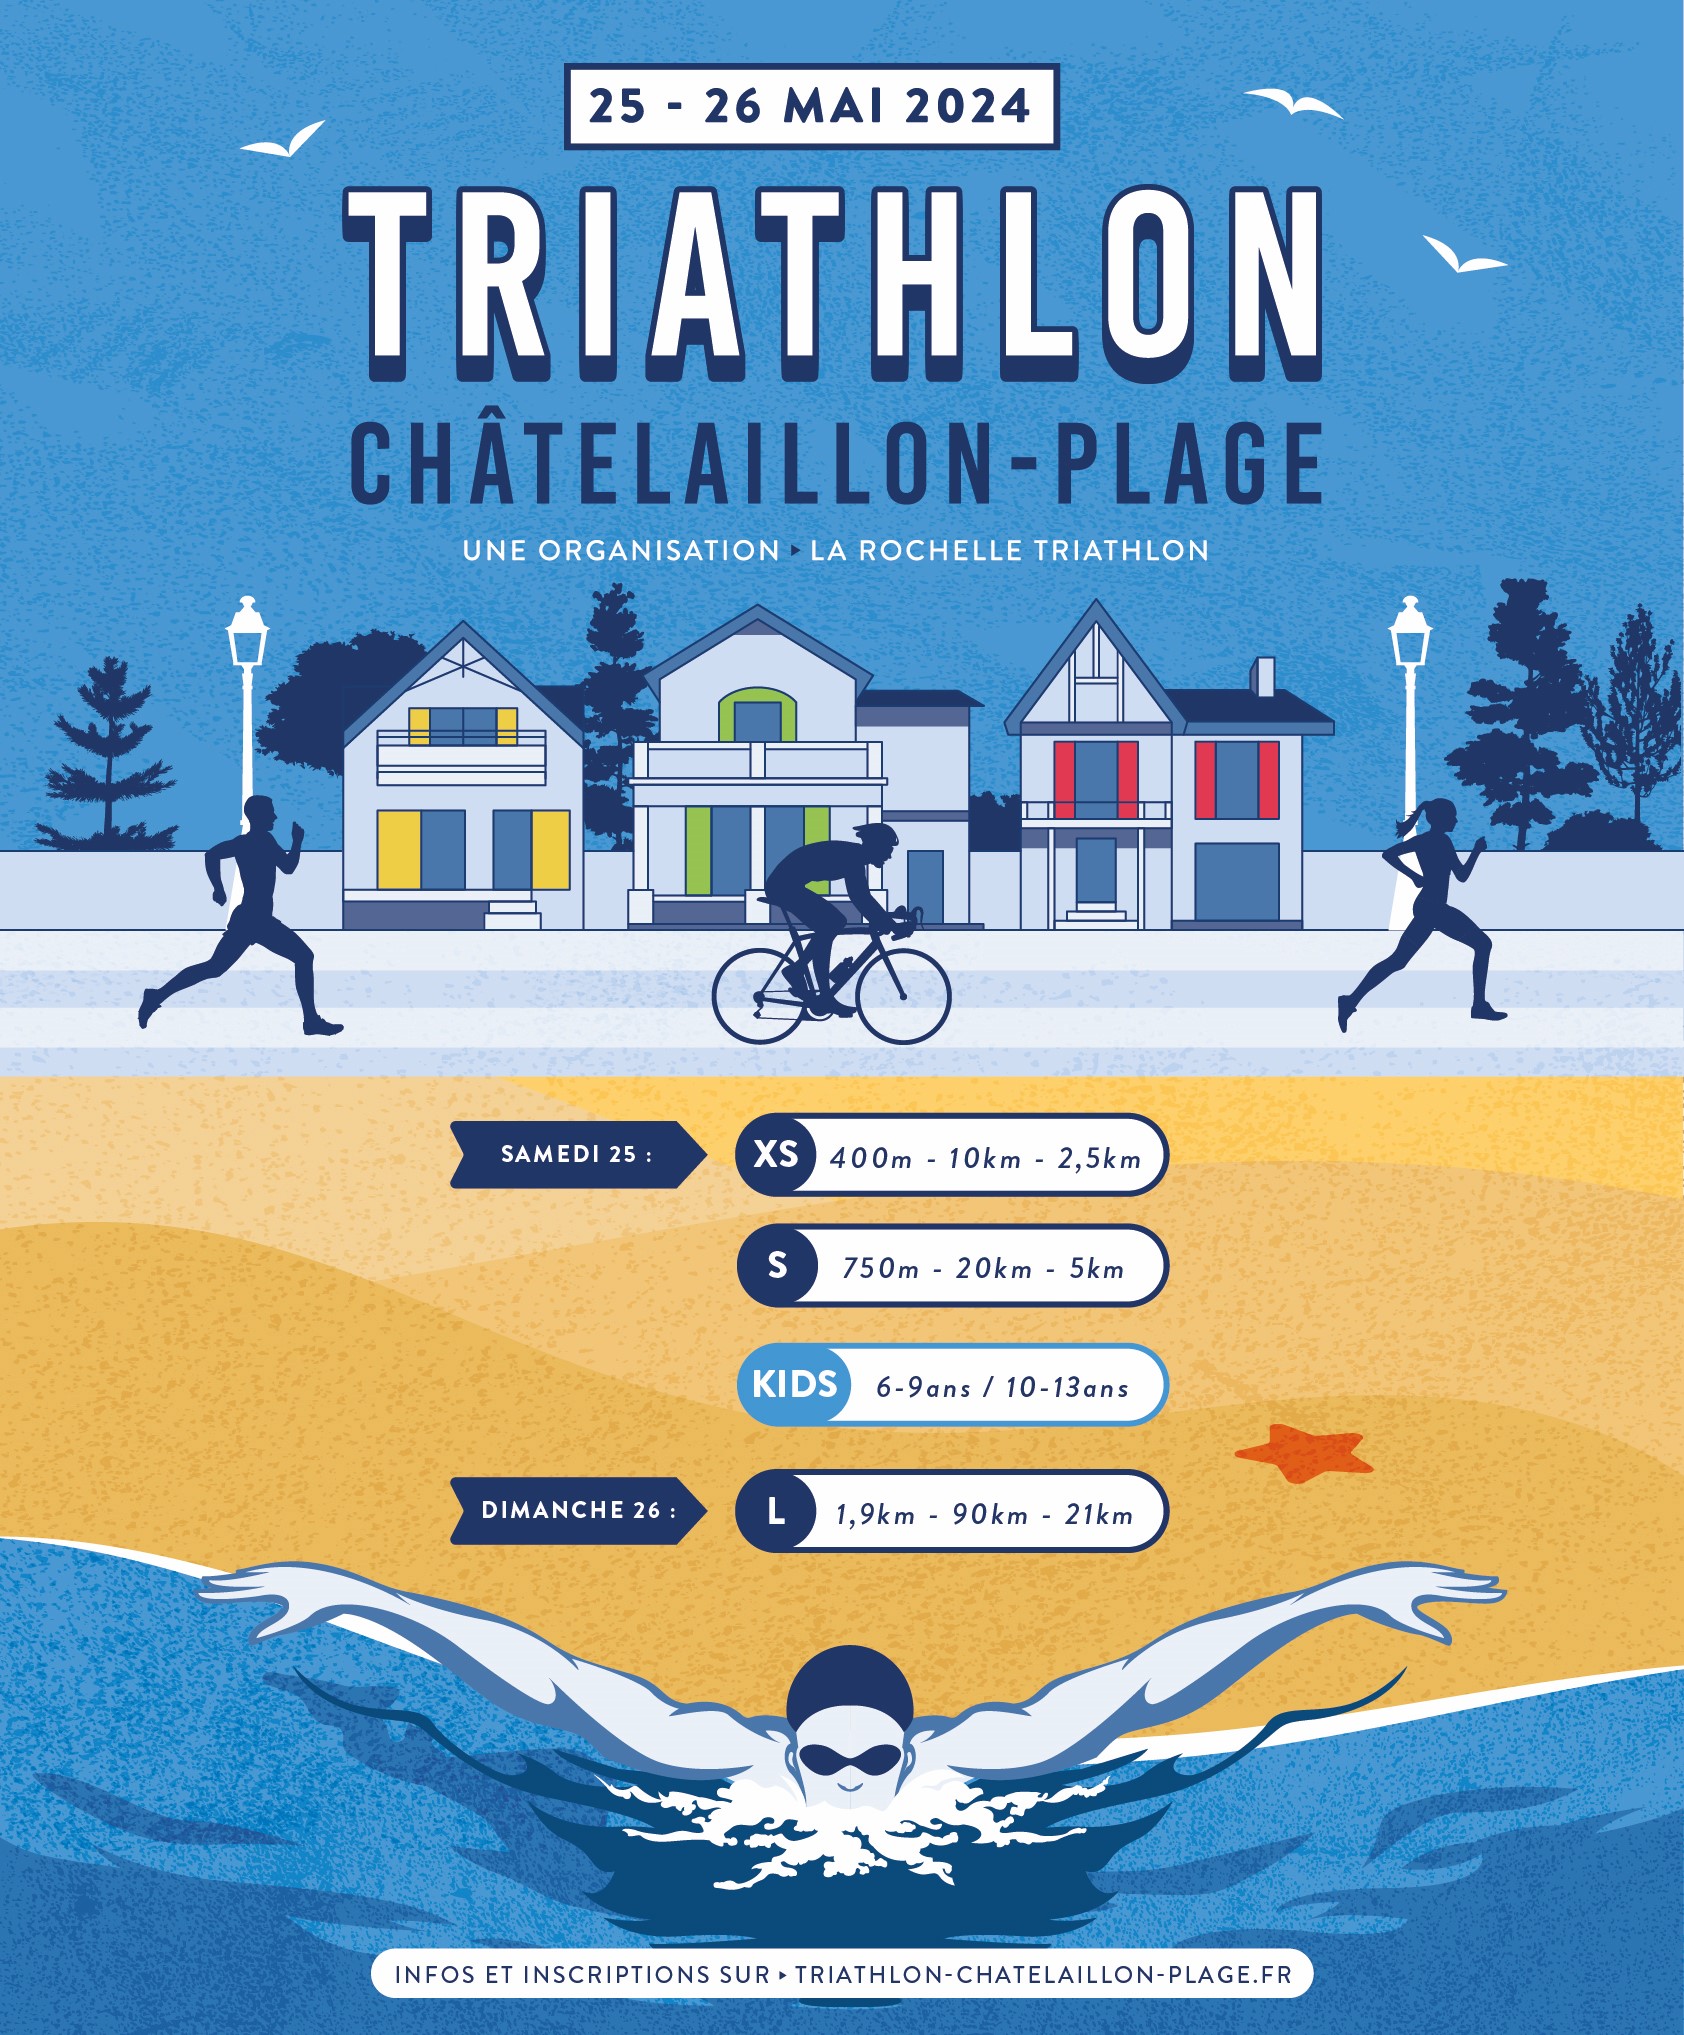 25 - 26 MAI 2024
TRIATHLON
CHÂTELAILLON-PLAGE
UNE ORGANISATION ▸ LA ROCHELLE TRIATHLON
SAMEDI 25 : XS 400m - 10km - 2,5km
S 750m - 20km - 5km
KIDS 6-9ans / 10-13ans
DIMANCHE 26 : L 1,9km - 90km - 21km
INFOS ET INSCRIPTIONS SUR ▸ TRIATHLON-CHATELAILLON-PLAGE.FR